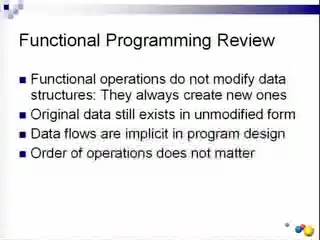 Functional Programming Review
Functional operations do not modify data
structures: They always create new ones
Original data still exists in unmodified form
Data flows are implicit in program design
Order of operations does not matter